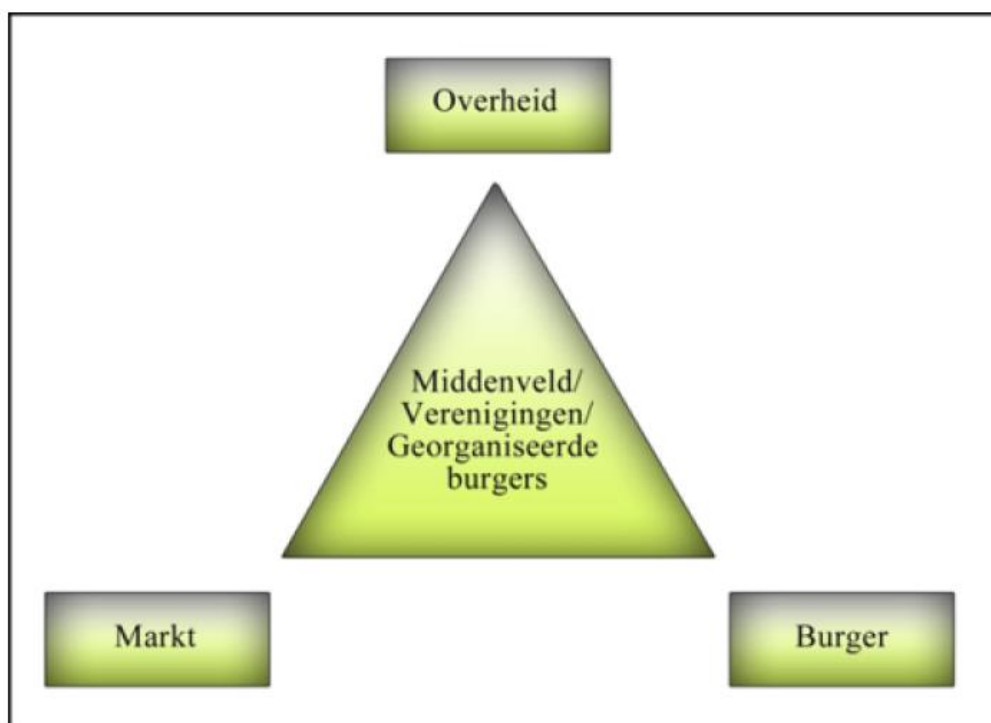 Overheid
Middenveld/
Verenigingen/
Georganiseerde
burgers
Markt
Burger